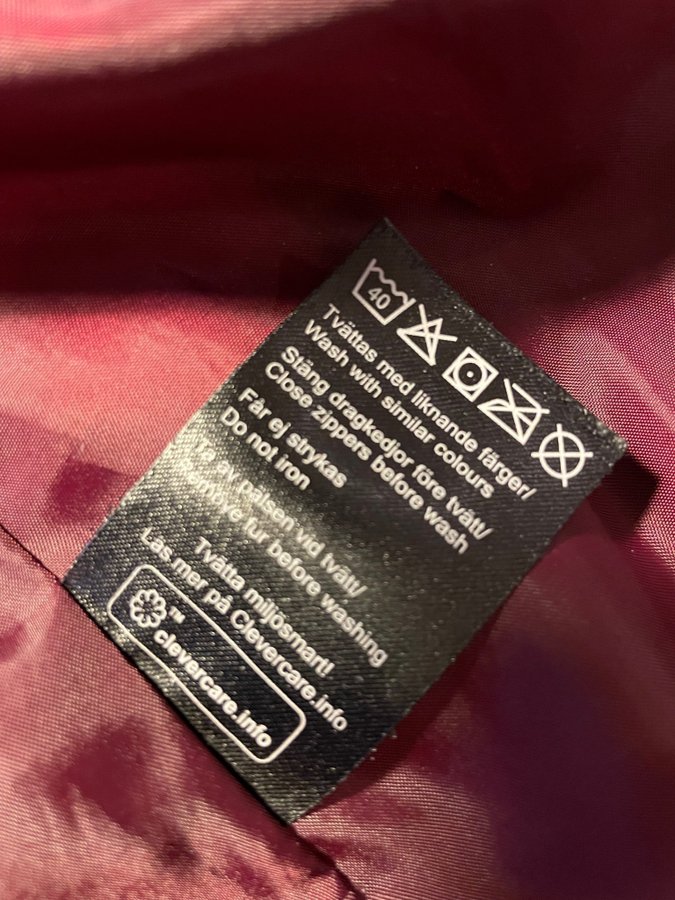 40
Tvättas med liknande färger/
Wash with similar colours
Stäng dragkedjor före tvätt/
Close zippers before wash
Får ej strykas
Do not iron
Ta av pälsen vid tvätt/
Remove fur before washing
Tvätta miljösmart!
Läs mer på Clevercare.info
™
clevercare.info